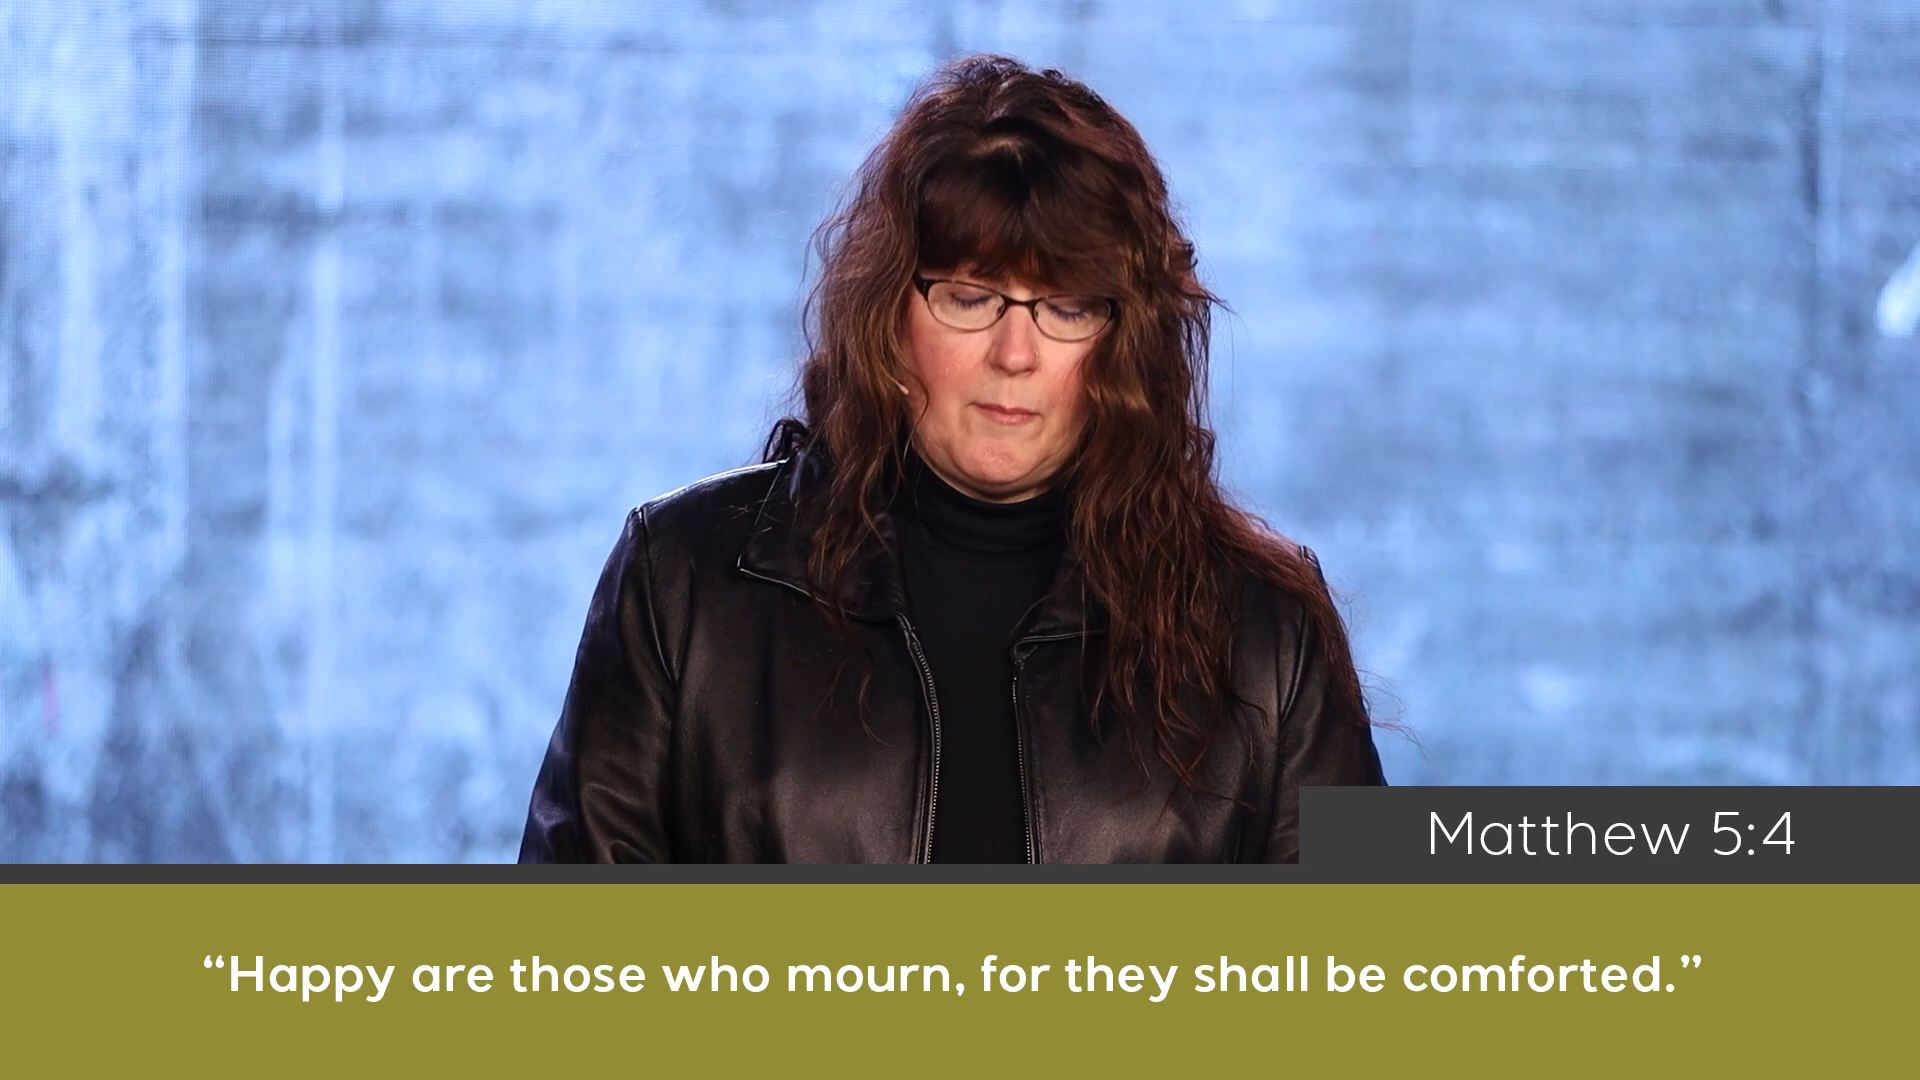 Matthew 5:4
“Happy are those who mourn, for they shall be comforted.”